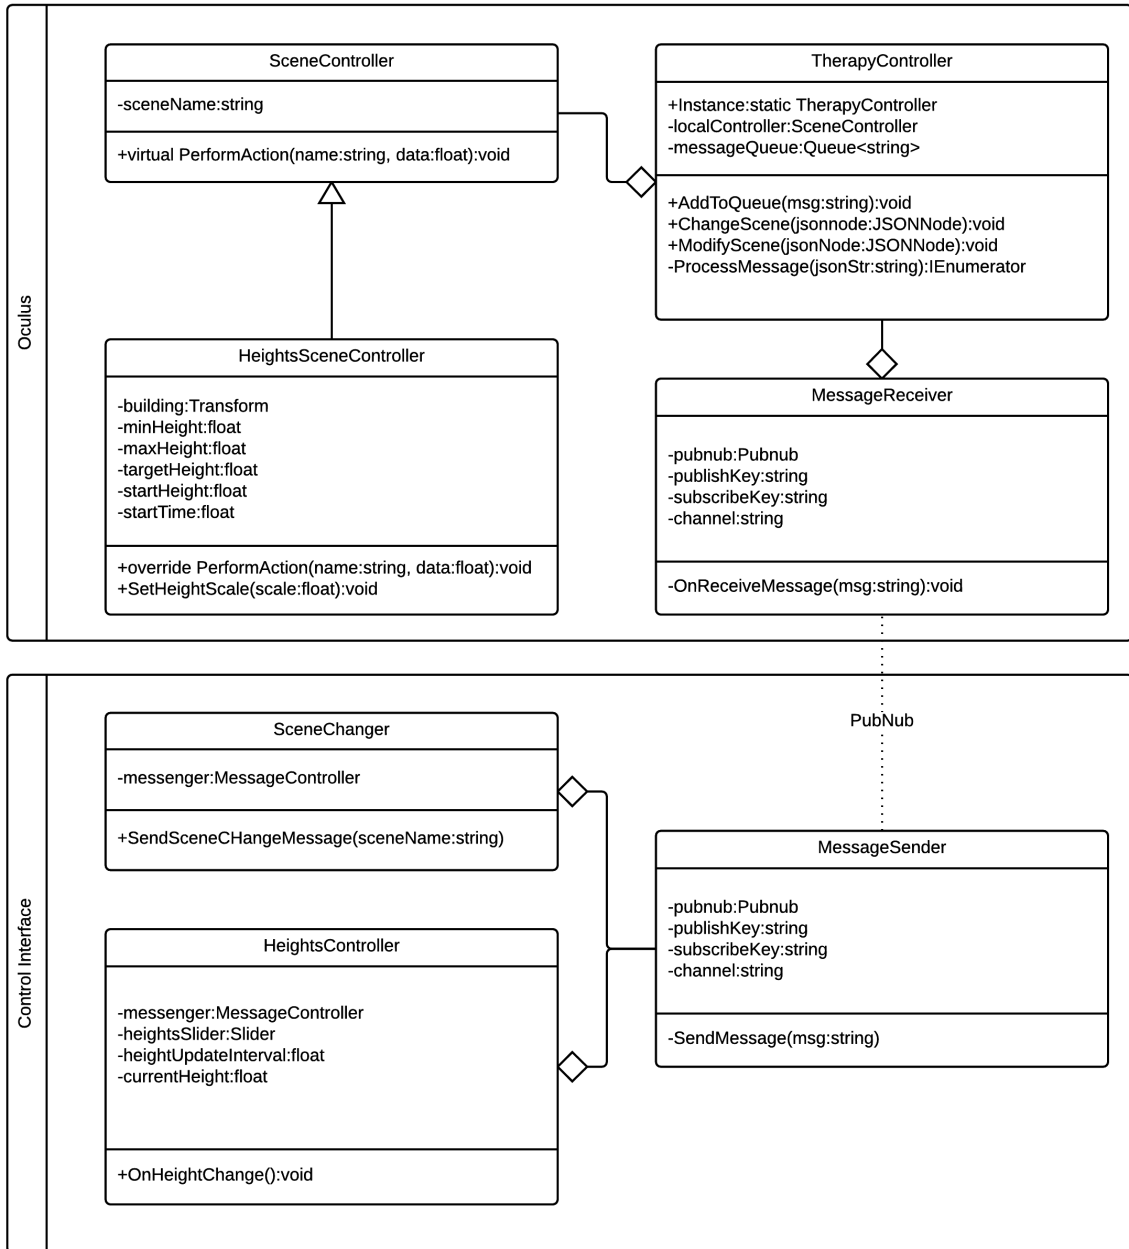 Oculus
SceneController
-sceneName:string
+virtual PerformAction(name:string, data:float):void
TherapyController
+Instance:static TherapyController
-localController:SceneController
-messageQueue:Queue<string>
+AddToQueue(msg:string):void
+ChangeScene(jsonnode:JSONNode):void
+ModifyScene(jsonNode:JSONNode):void
-ProcessMessage(jsonStr:string):IEnumerator
HeightsSceneController
-building:Transform
-minHeight:float
-maxHeight:float
-targetHeight:float
-startHeight:float
-startTime:float
+override PerformAction(name:string, data:float):void
+SetHeightScale(scale:float):void
MessageReceiver
-pubnub:Pubnub
-publishKey:string
-subscribeKey:string
-channel:string
-OnReceiveMessage(msg:string):void
PubNub
Control Interface
SceneChanger
-messenger:MessageController
+SendSceneCHangeMessage(sceneName:string)
HeightsController
-messenger:MessageController
-heightsSlider:Slider
-heightUpdateInterval:float
-currentHeight:float
+OnHeightChange():void
MessageSender
-pubnub:Pubnub
-publishKey:string
-subscribeKey:string
-channel:string
-SendMessage(msg:string)